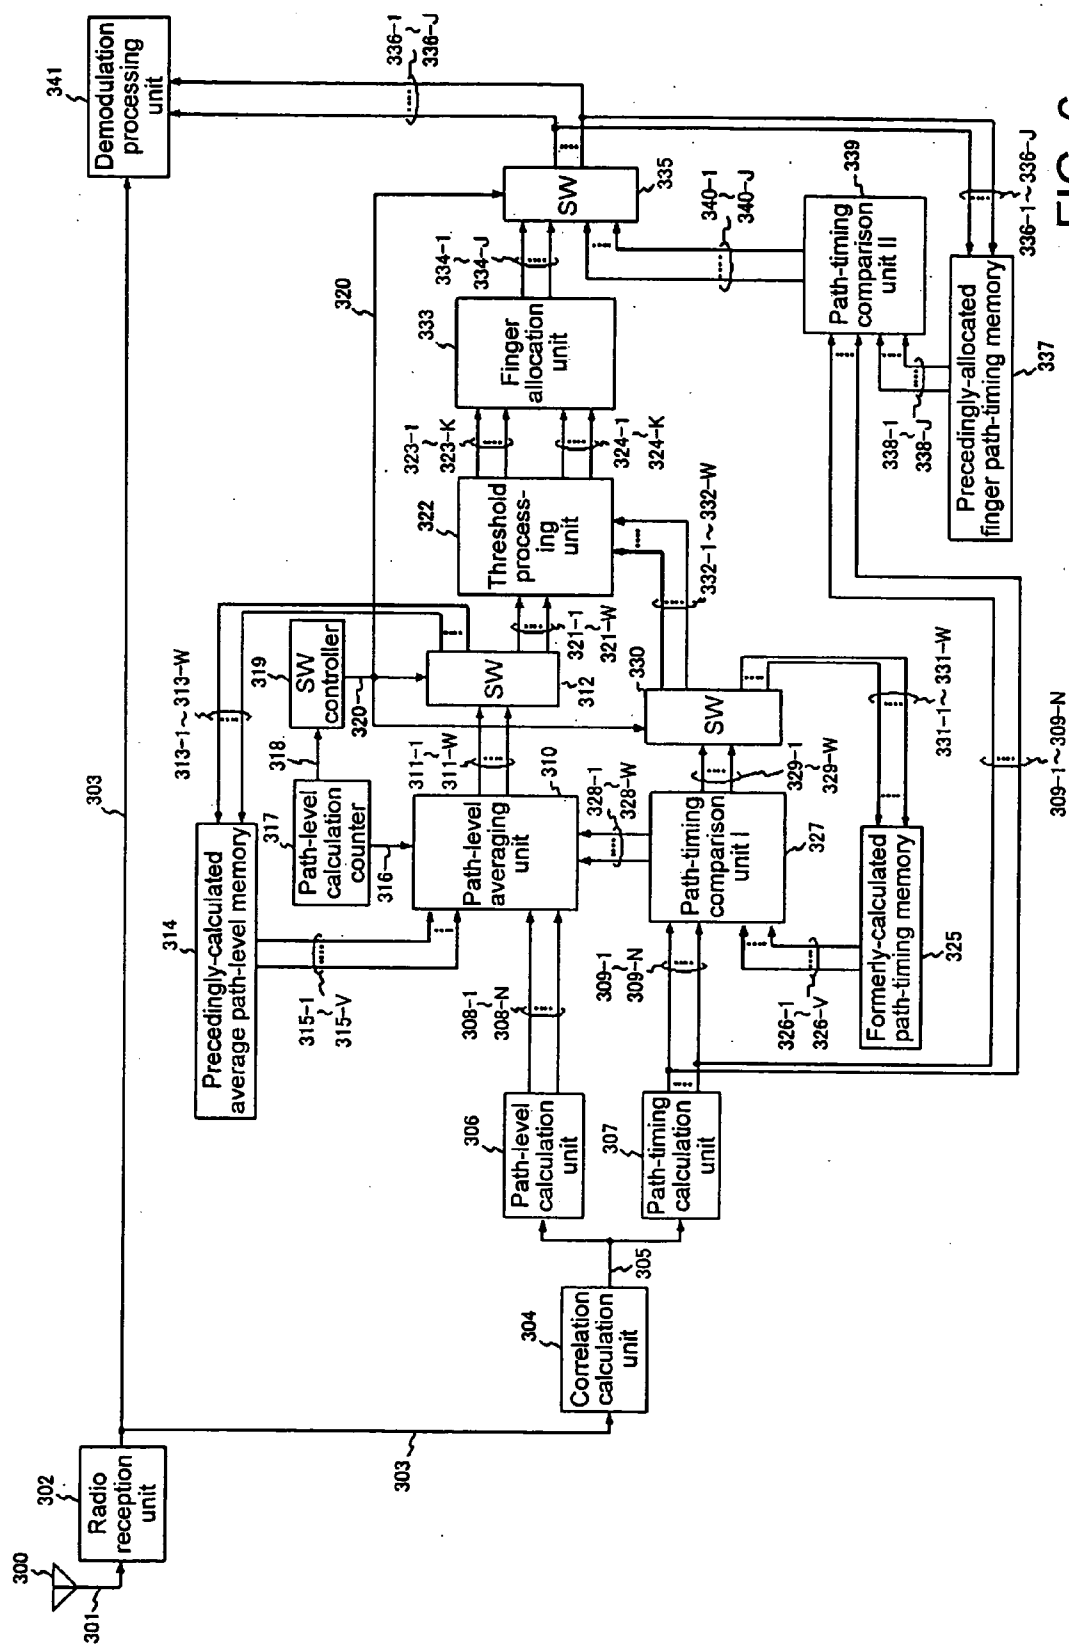 300
301
302
Radio
reception
unit
303
303
304
Correlation
calculation
unit
305
306
Path-level
calculation
unit
307
Path-timing
calculation
unit
308-1
~
308-N
309-1
~
309-N
314
Precedingly-calculated
average path-level memory
315-1
~
315-V
313-1~313-W
317
Path-level
calculation
counter
316
318
319
SW
controller
320
320
310
Path-level
averaging
unit
311-1
~
311-W
SW
312
328-1
~
328-W
Path-timing
comparison
unit I
327
326-1
~
326-V
Formerly-calculated
path-timing memory
325
329-1
~
329-W
330
SW
331-1~331-W
309-1~309-N
321-1
~
321-W
332-1~332-W
322
Threshold
process-
ing
unit
323-1
~
323-K
324-1
~
324-K
333
Finger
allocation
unit
334-1
~
334-J
SW
335
340-1
~
340-J
339
Path-timing
comparison
unit II
338-1
~
338-J
Precedingly-allocated
finger path-timing memory
337
336-1~336-J
336-1
~
336-J
341
Demodulation
processing
unit
FIG.